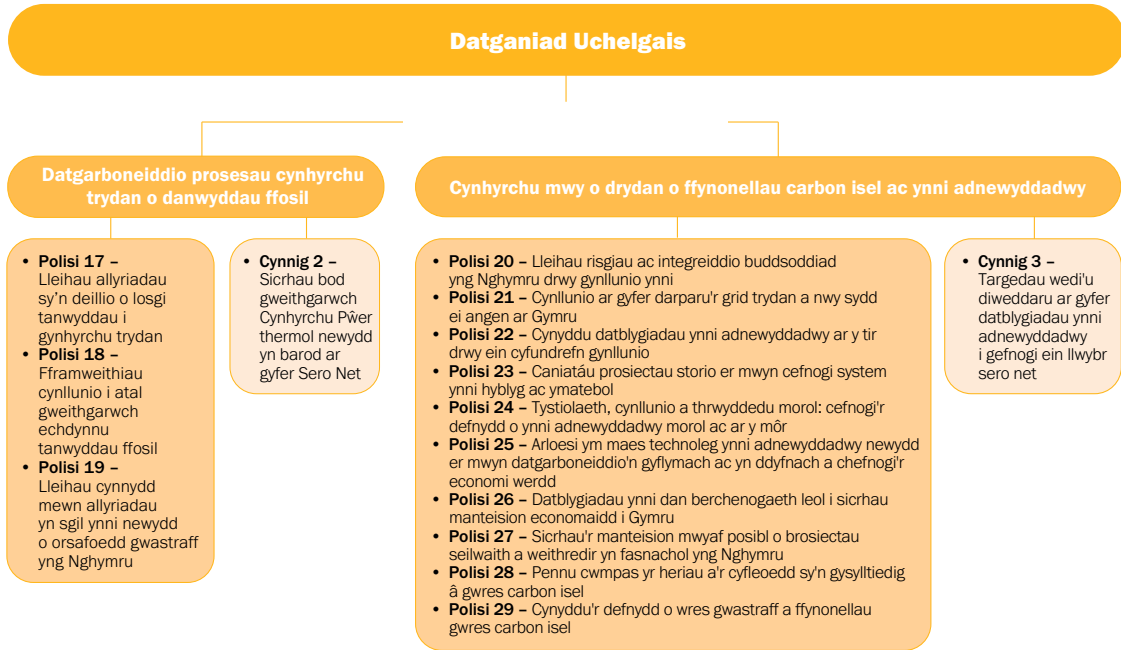 Datganiad Uchelgais
Datgarboneiddio prosesau cynhyrchu
trydan o danwyddau ffosil
• Polisi 17 –
Lleihau allyriadau
sy'n deillio o losgi
tanwyddau i
gynhyrchu trydan
• Polisi 18 –
Fframweithiau
cynllunio i atal
gweithgarwch
echdynnu
tanwyddau ffosil
• Polisi 19 –
Lleihau cynnydd
mewn allyriadau
yn sgil ynni newydd
o orsafoedd gwastraff
yng Nghymru
• Cynnig 2 –
Sicrhau bod
gweithgarwch
Cynhyrchu Pŵer
thermol newydd
yn barod ar
gyfer Sero Net
Cynhyrchu mwy o drydan o ffynonellau carbon isel ac ynni adnewyddadwy
• Polisi 20 – Lleihau risgiau ac integreiddio buddsoddiad
yng Nghymru drwy gynllunio ynni
• Polisi 21 – Cynllunio ar gyfer darparu'r grid trydan a nwy sydd
ei angen ar Gymru
• Polisi 22 – Cynyddu datblygiadau ynni adnewyddadwy ar y tir
drwy ein cyfundrefn gynllunio
• Polisi 23 – Caniatáu prosiectau storio er mwyn cefnogi system
ynni hyblyg ac ymatebol
• Polisi 24 – Tystiolaeth, cynllunio a thrwyddedu morol: cefnogi'r
defnydd o ynni adnewyddadwy morol ac ar y môr
• Polisi 25 – Arloesi ym maes technoleg ynni adnewyddadwy newydd
er mwyn datgarboneiddio'n gyflymach ac yn ddyfnach a chefnogi'r
economi werdd
• Polisi 26 – Datblygiadau ynni dan berchenogaeth leol i sicrhau
manteision economaidd i Gymru
• Polisi 27 – Sicrhau'r manteision mwyaf posibl o brosiectau
seilwaith a weithredir yn fasnachol yng Nghymru
• Polisi 28 – Pennu cwmpas yr heriau a'r cyfleoedd sy'n gysylltiedig
â gwres carbon isel
• Polisi 29 – Cynyddu'r defnydd o wres gwastraff a ffynonellau
gwres carbon isel
• Cynnig 3 –
Targedau wedi'u
diweddaru ar gyfer
datblygiadau ynni
adnewyddadwy
i gefnogi ein llwybr
sero net